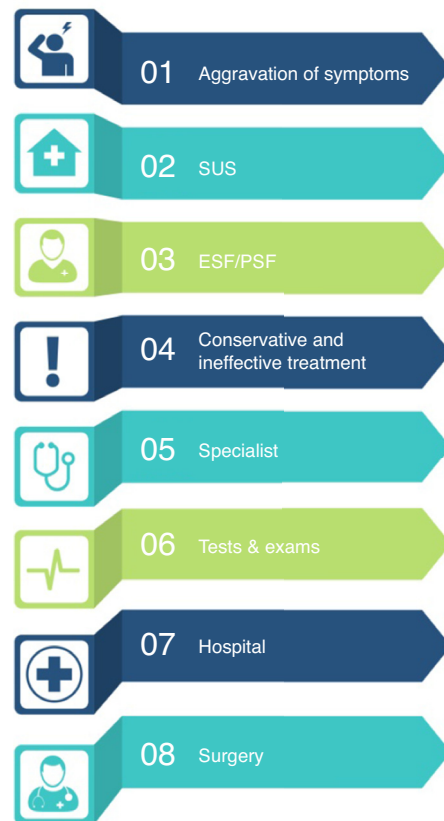 01 Aggravation of symptoms
02 SUS
03 ESF/PSF
04 Conservative and
ineffective treatment
05 Specialist
06 Tests & exams
07 Hospital
08 Surgery